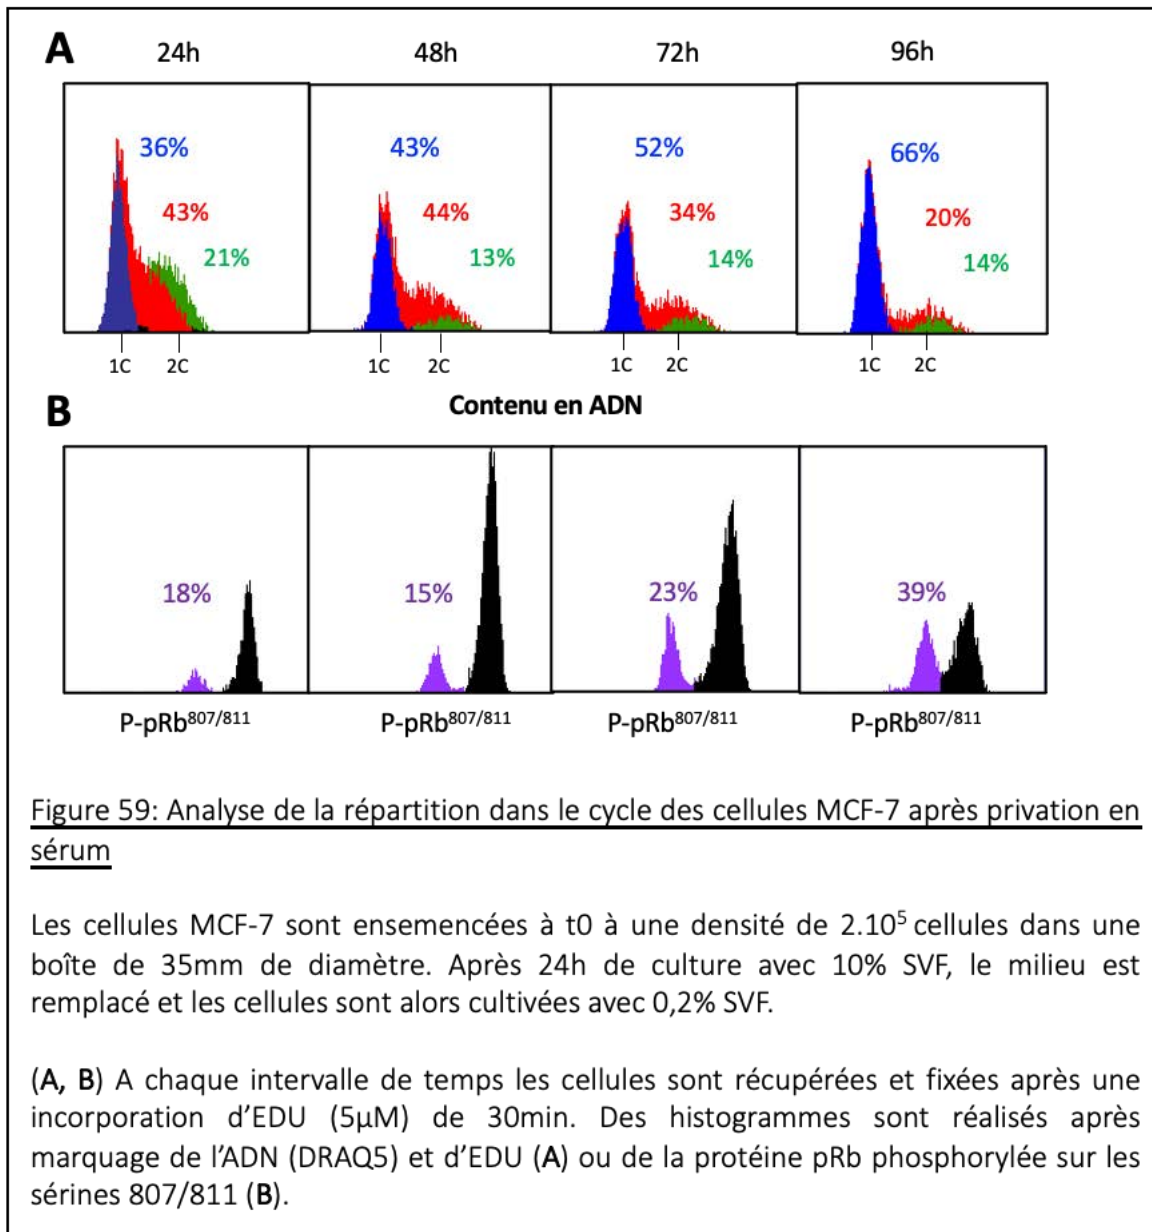 A
24h 48h 72h 96h
36% 43% 52% 66%
43% 44% 34% 20%
21% 13% 14% 14%
1C 2C 1C 2C 1C 2C 1C 2C
B Contenu en ADN
18% 15% 23% 39%
P-pRb⁸⁰⁷/⁸¹¹ P-pRb⁸⁰⁷/⁸¹¹ P-pRb⁸⁰⁷/⁸¹¹ P-pRb⁸⁰⁷/⁸¹¹
Figure 59: Analyse de la répartition dans le cycle des cellules MCF-7 après privation en
sérum
Les cellules MCF-7 sont ensemencées à t0 à une densité de 2.10⁵ cellules dans une
boîte de 35mm de diamètre. Après 24h de culture avec 10% SVF, le milieu est
remplacé et les cellules sont alors cultivées avec 0,2% SVF.
(A, B) A chaque intervalle de temps les cellules sont récupérées et fixées après une
incorporation d’EDU (5µM) de 30min. Des histogrammes sont réalisés après
marquage de l’ADN (DRAQ5) et d’EDU (A) ou de la protéine pRb phosphorylée sur les
sérines 807/811 (B).